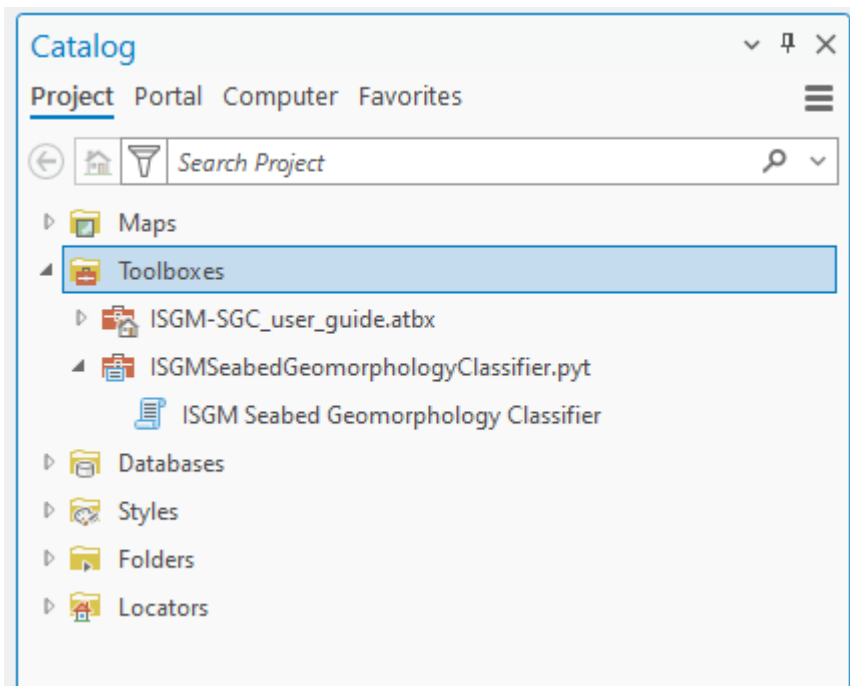 Catalog
Project Portal Computer Favorites
Search Project
Maps
Toolboxes
ISGM-SGC_user_guide.atbx
ISGMSeabedGeomorphologyClassifier.pyt
ISGM Seabed Geomorphology Classifier
Databases
Styles
Folders
Locators